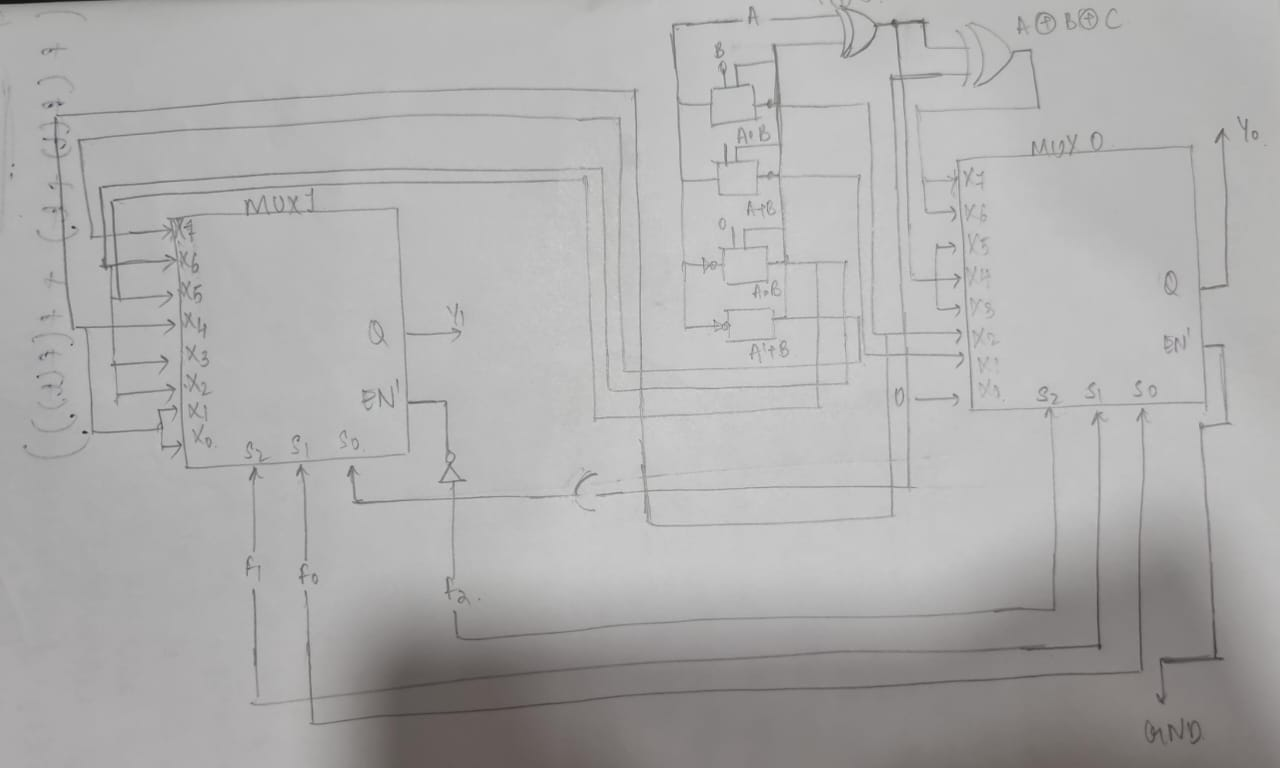 A
A⊕B⊕C
B
A•B
A+B
0
A•B
A'+B
MUX 1
X7
X6
X5
X4
X3
X2
X1
X0
S2 S1 S0
Q
EN'
Y1
MUX 0
X7
X6
X5
X4
X3
X2
X1
X0
0
S2 S1 S0
Q
EN'
Y0
f1
f0
f2
GND